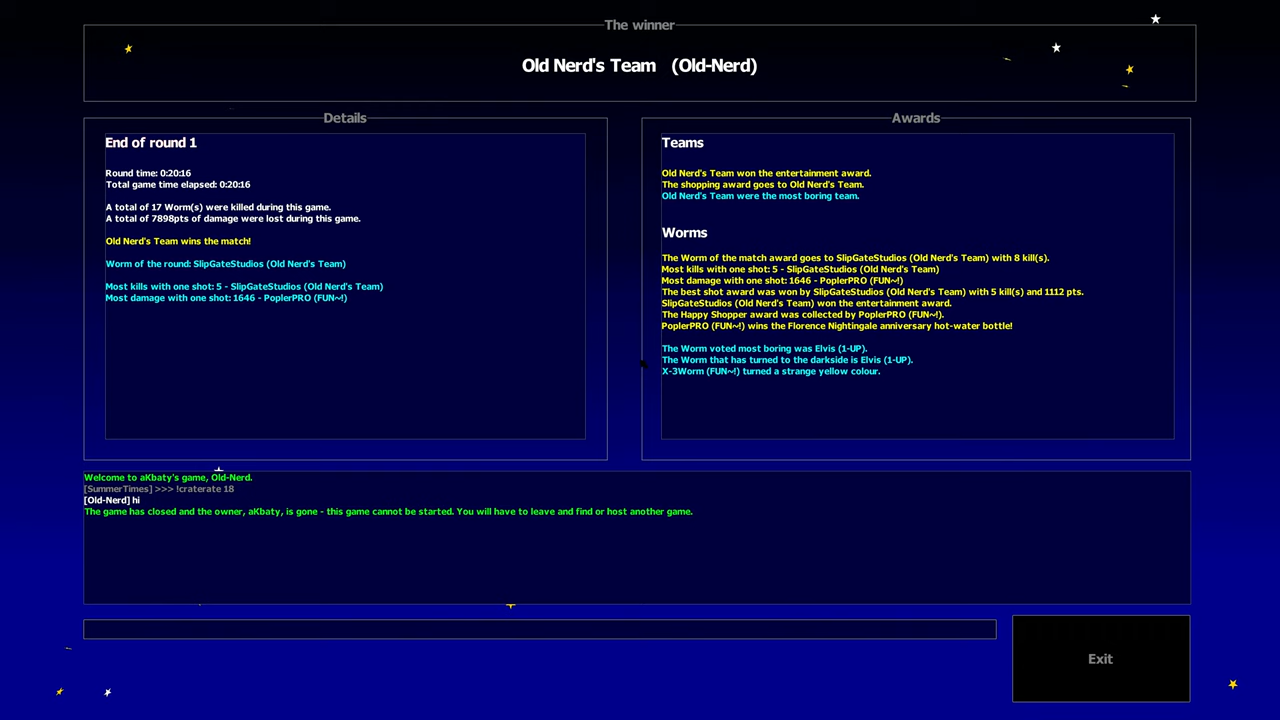 The winner
Old Nerd's Team (Old-Nerd)
Details
End of round 1
Round time: 0:20:16
Total game time elapsed: 0:20:16
A total of 17 Worm(s) were killed during this game.
A total of 7898pts of damage were lost during this game.
Old Nerd's Team wins the match!
Worm of the round: SlipGateStudios (Old Nerd's Team)
Most kills with one shot: 5 - SlipGateStudios (Old Nerd's Team)
Most damage with one shot: 1646 - PoplerPRO (FUN~!)
Awards
Teams
Old Nerd's Team won the entertainment award.
The shopping award goes to Old Nerd's Team.
Old Nerd's Team were the most boring team.
Worms
The Worm of the match award goes to SlipGateStudios (Old Nerd's Team) with 8 kill(s).
Most kills with one shot: 5 - SlipGateStudios (Old Nerd's Team)
Most damage with one shot: 1646 - PoplerPRO (FUN~!)
The best shot award was won by SlipGateStudios (Old Nerd's Team) with 5 kill(s) and 1112 pts.
SlipGateStudios (Old Nerd's Team) won the entertainment award.
The Happy Shopper award was collected by PoplerPRO (FUN~!).
PoplerPRO (FUN~!) wins the Florence Nightingale anniversary hot-water bottle!
The Worm voted most boring was Elvis (1-UP).
The Worm that has turned to the darkside is Elvis (1-UP).
X-3Worm (FUN~!) turned a strange yellow colour.
Welcome to aKbaty's game, Old-Nerd.
[SummerTimes] >>> !craterate 18
[Old-Nerd] hi
The game has closed and the owner, aKbaty, is gone - this game cannot be started. You will have to leave and find or host another game.
Exit